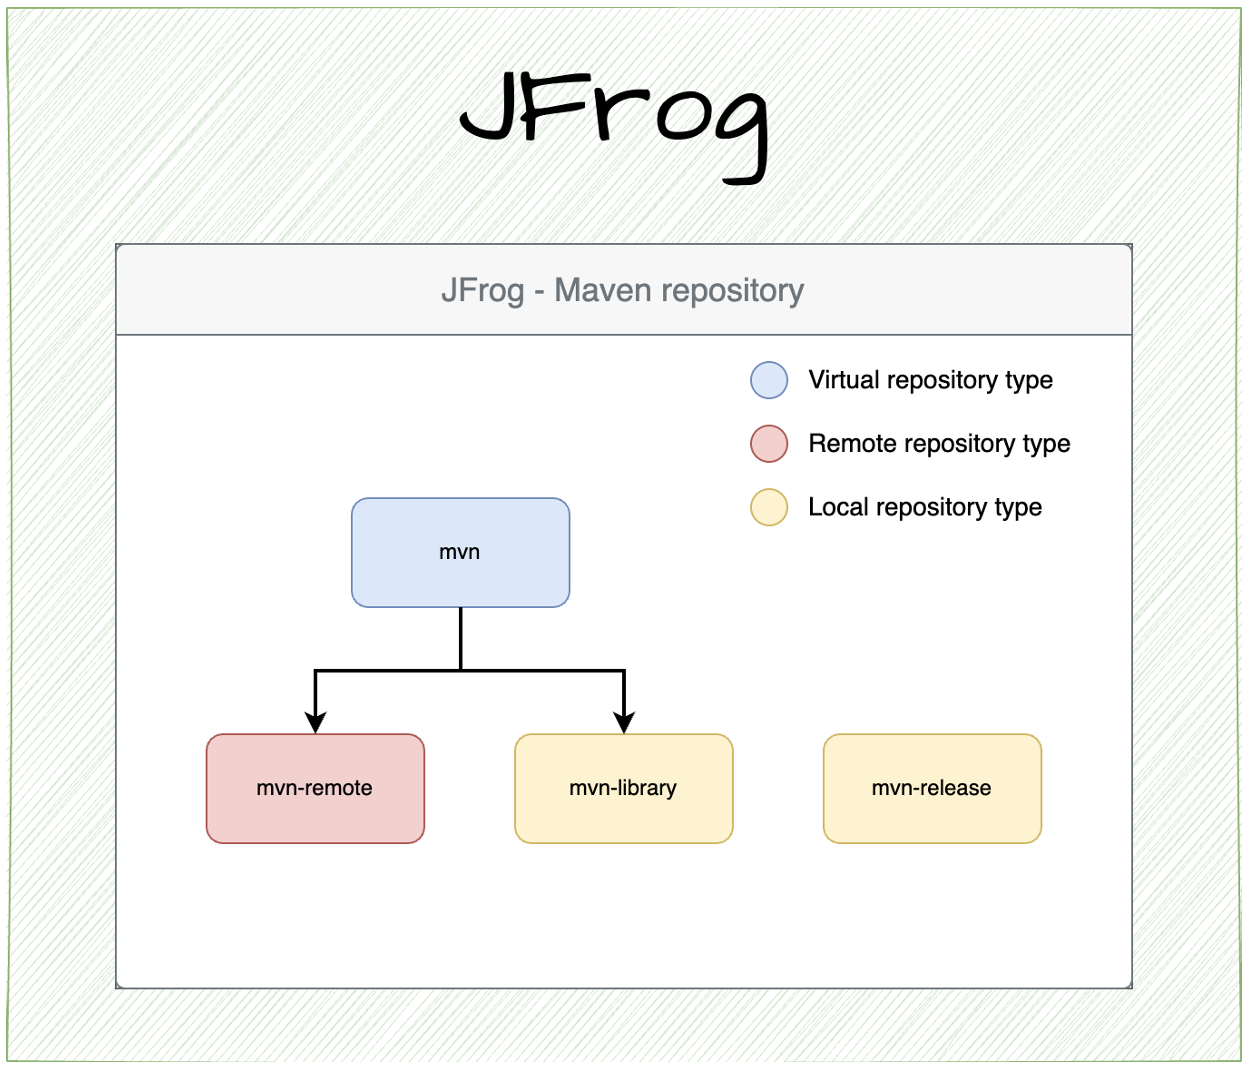 JFrog
JFrog - Maven repository
Virtual repository type
Remote repository type
Local repository type
mvn
mvn-remote
mvn-library
mvn-release